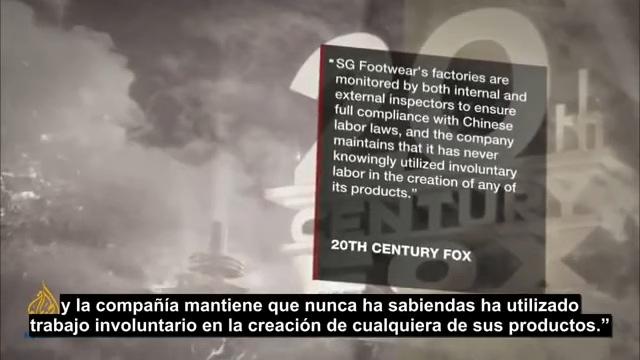 "SG Footwear's factories are
monitored by both internal and
external inspectors to ensure
full compliance with Chinese
labor laws, and the company
maintains that it has never
knowingly utilized involuntary
labor in the creation of any of
its products."
20TH CENTURY FOX
20th
CENTURY
FOX
y la compañía mantiene que nunca ha sabiendas ha utilizado
trabajo involuntario en la creación de cualquiera de sus productos.”